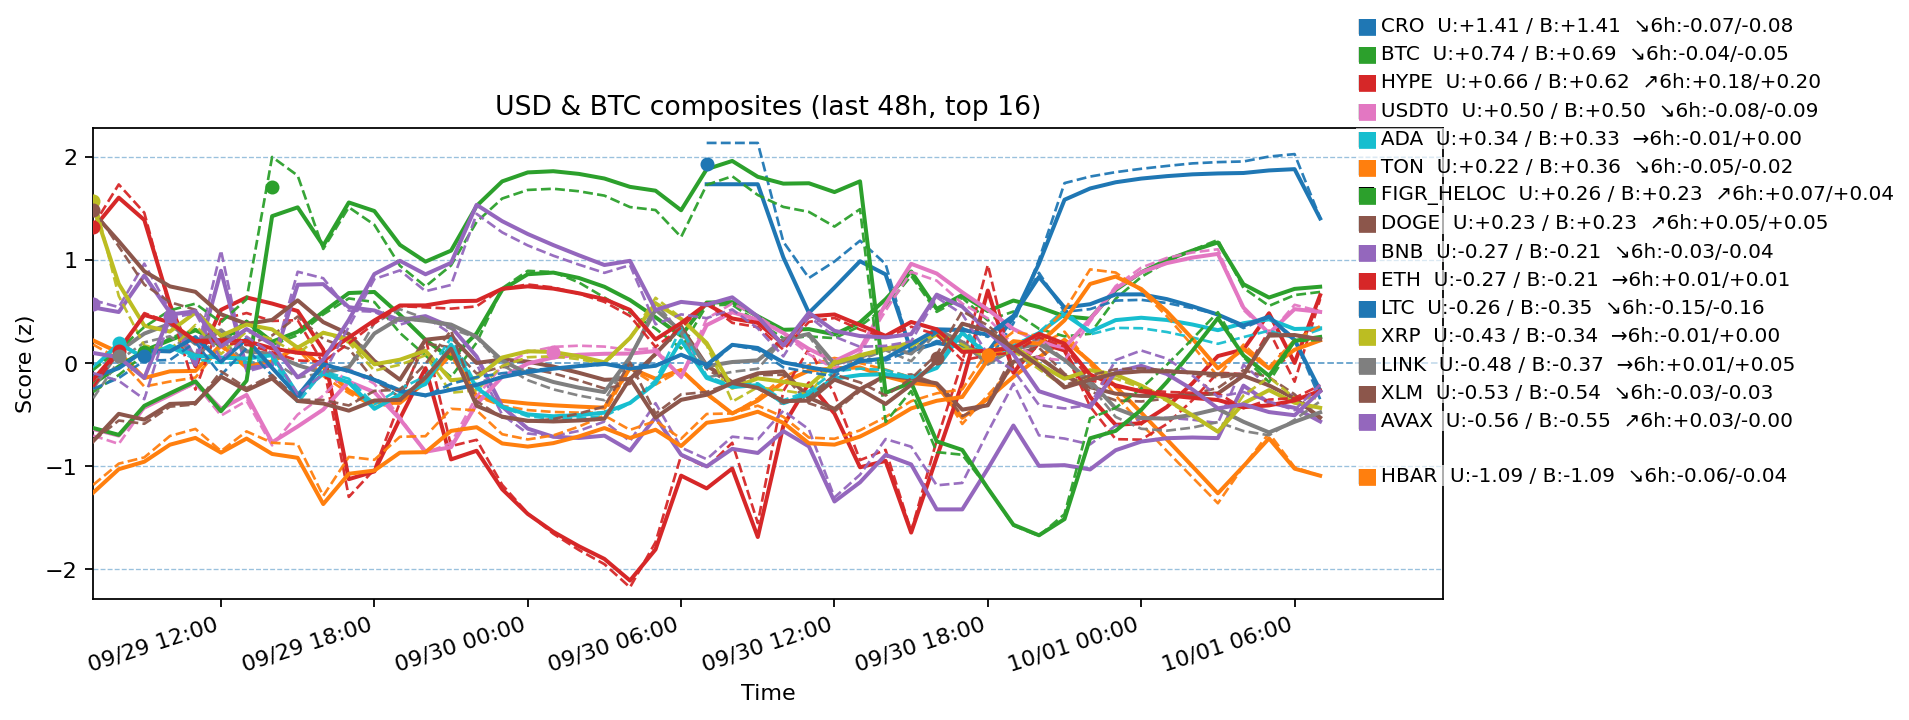 USD & BTC composites (last 48h, top 16)
CRO U:+1.41 / B:+1.41 ↘6h:-0.07/-0.08
BTC U:+0.74 / B:+0.69 ↘6h:-0.04/-0.05
HYPE U:+0.66 / B:+0.62 ↗6h:+0.18/+0.20
USDT0 U:+0.50 / B:+0.50 ↘6h:-0.08/-0.09
ADA U:+0.34 / B:+0.33 →6h:-0.01/+0.00
TON U:+0.22 / B:+0.36 ↘6h:-0.05/-0.02
FIGR_HELOC U:+0.26 / B:+0.23 ↗6h:+0.07/+0.04
DOGE U:+0.23 / B:+0.23 ↗6h:+0.05/+0.05
BNB U:-0.27 / B:-0.21 ↘6h:-0.03/-0.04
ETH U:-0.27 / B:-0.21 →6h:+0.01/+0.01
LTC U:-0.26 / B:-0.35 ↘6h:-0.15/-0.16
XRP U:-0.43 / B:-0.34 →6h:-0.01/+0.00
LINK U:-0.48 / B:-0.37 →6h:+0.01/+0.05
XLM U:-0.53 / B:-0.54 ↘6h:-0.03/-0.03
AVAX U:-0.56 / B:-0.55 ↗6h:+0.03/-0.00
HBAR U:-1.09 / B:-1.09 ↘6h:-0.06/-0.04
Score (z)
2
1
0
−1
−2
09/29 12:00
09/29 18:00
09/30 00:00
09/30 06:00
09/30 12:00
09/30 18:00
10/01 00:00
10/01 06:00
Time